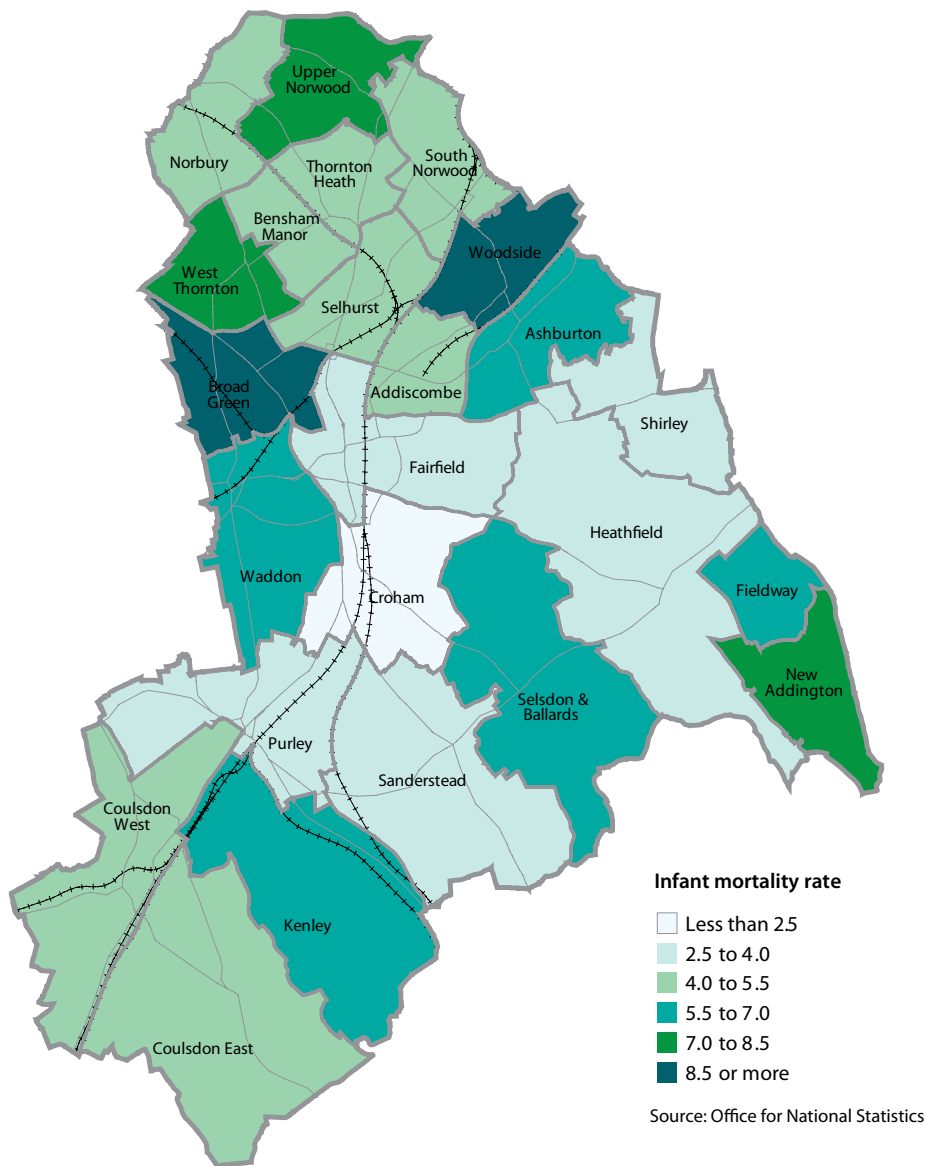 Upper
Norwood
Norbury
Thornton
Heath
South
Norwood
Bensham
Manor
West
Thornton
Woodside
Selhurst
Ashburton
Broad
Green
Addiscombe
Shirley
Fairfield
Heathfield
Waddon
Croham
Fieldway
New
Addington
Selsdon &
Ballards
Purley
Sanderstead
Coulsdon
West
Kenley
Coulsdon East
Infant mortality rate
Less than 2.5
2.5 to 4.0
4.0 to 5.5
5.5 to 7.0
7.0 to 8.5
8.5 or more
Source: Office for National Statistics